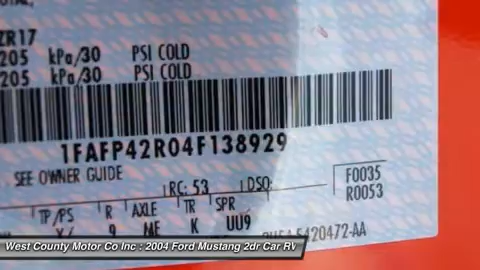 ZR17
205 kPa/30 PSI COLD
205 kPa/30 PSI COLD
1FAFP42R04F138929
SEE OWNER GUIDE
F0035
RC: 53 DSO:
R0053
TP/PS R AXLE TR SPR
9 K UU9
5420472-AA
West County Motor Co Inc : 2004 Ford Mustang 2dr Car RV